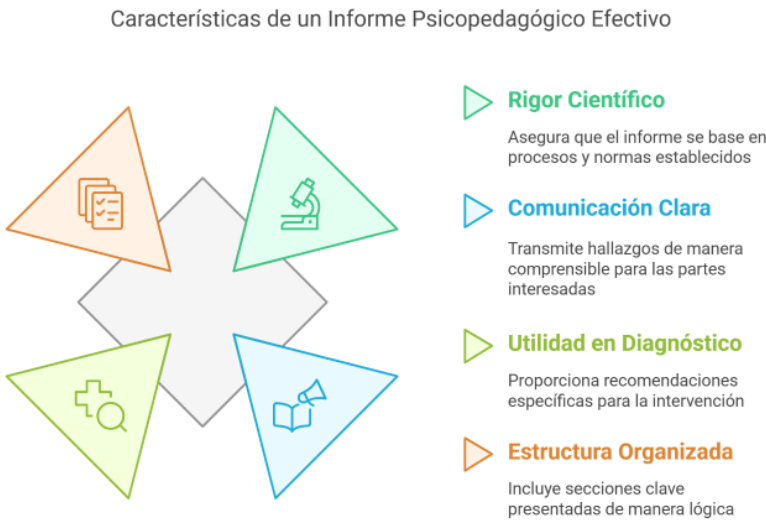 Características de un Informe Psicopedagógico Efectivo
Rigor Científico
Asegura que el informe se base en
procesos y normas establecidos
Comunicación Clara
Transmite hallazgos de manera
comprensible para las partes
interesadas
Utilidad en Diagnóstico
Proporciona recomendaciones
específicas para la intervención
Estructura Organizada
Incluye secciones clave
presentadas de manera lógica